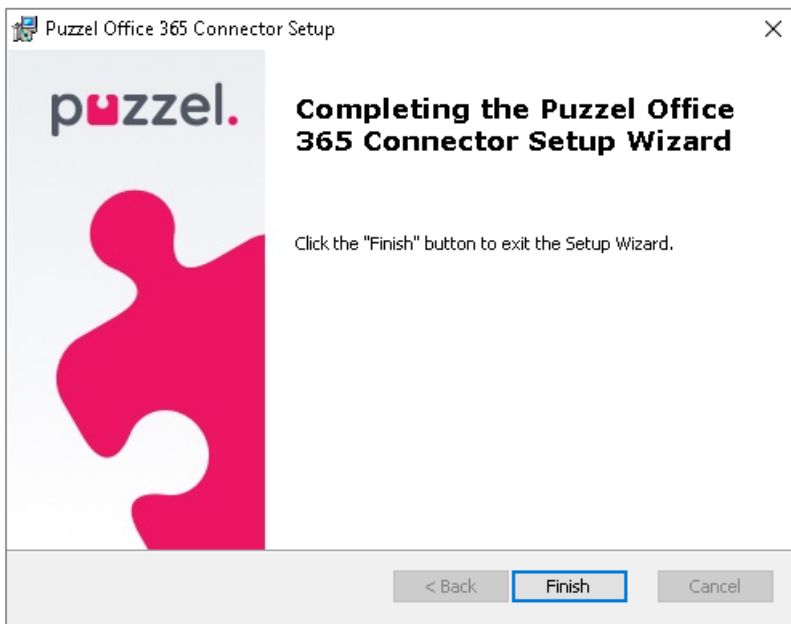 Puzzel Office 365 Connector Setup
puzzel.
Completing the Puzzel Office
365 Connector Setup Wizard
Click the "Finish" button to exit the Setup Wizard.
< Back
Finish
Cancel